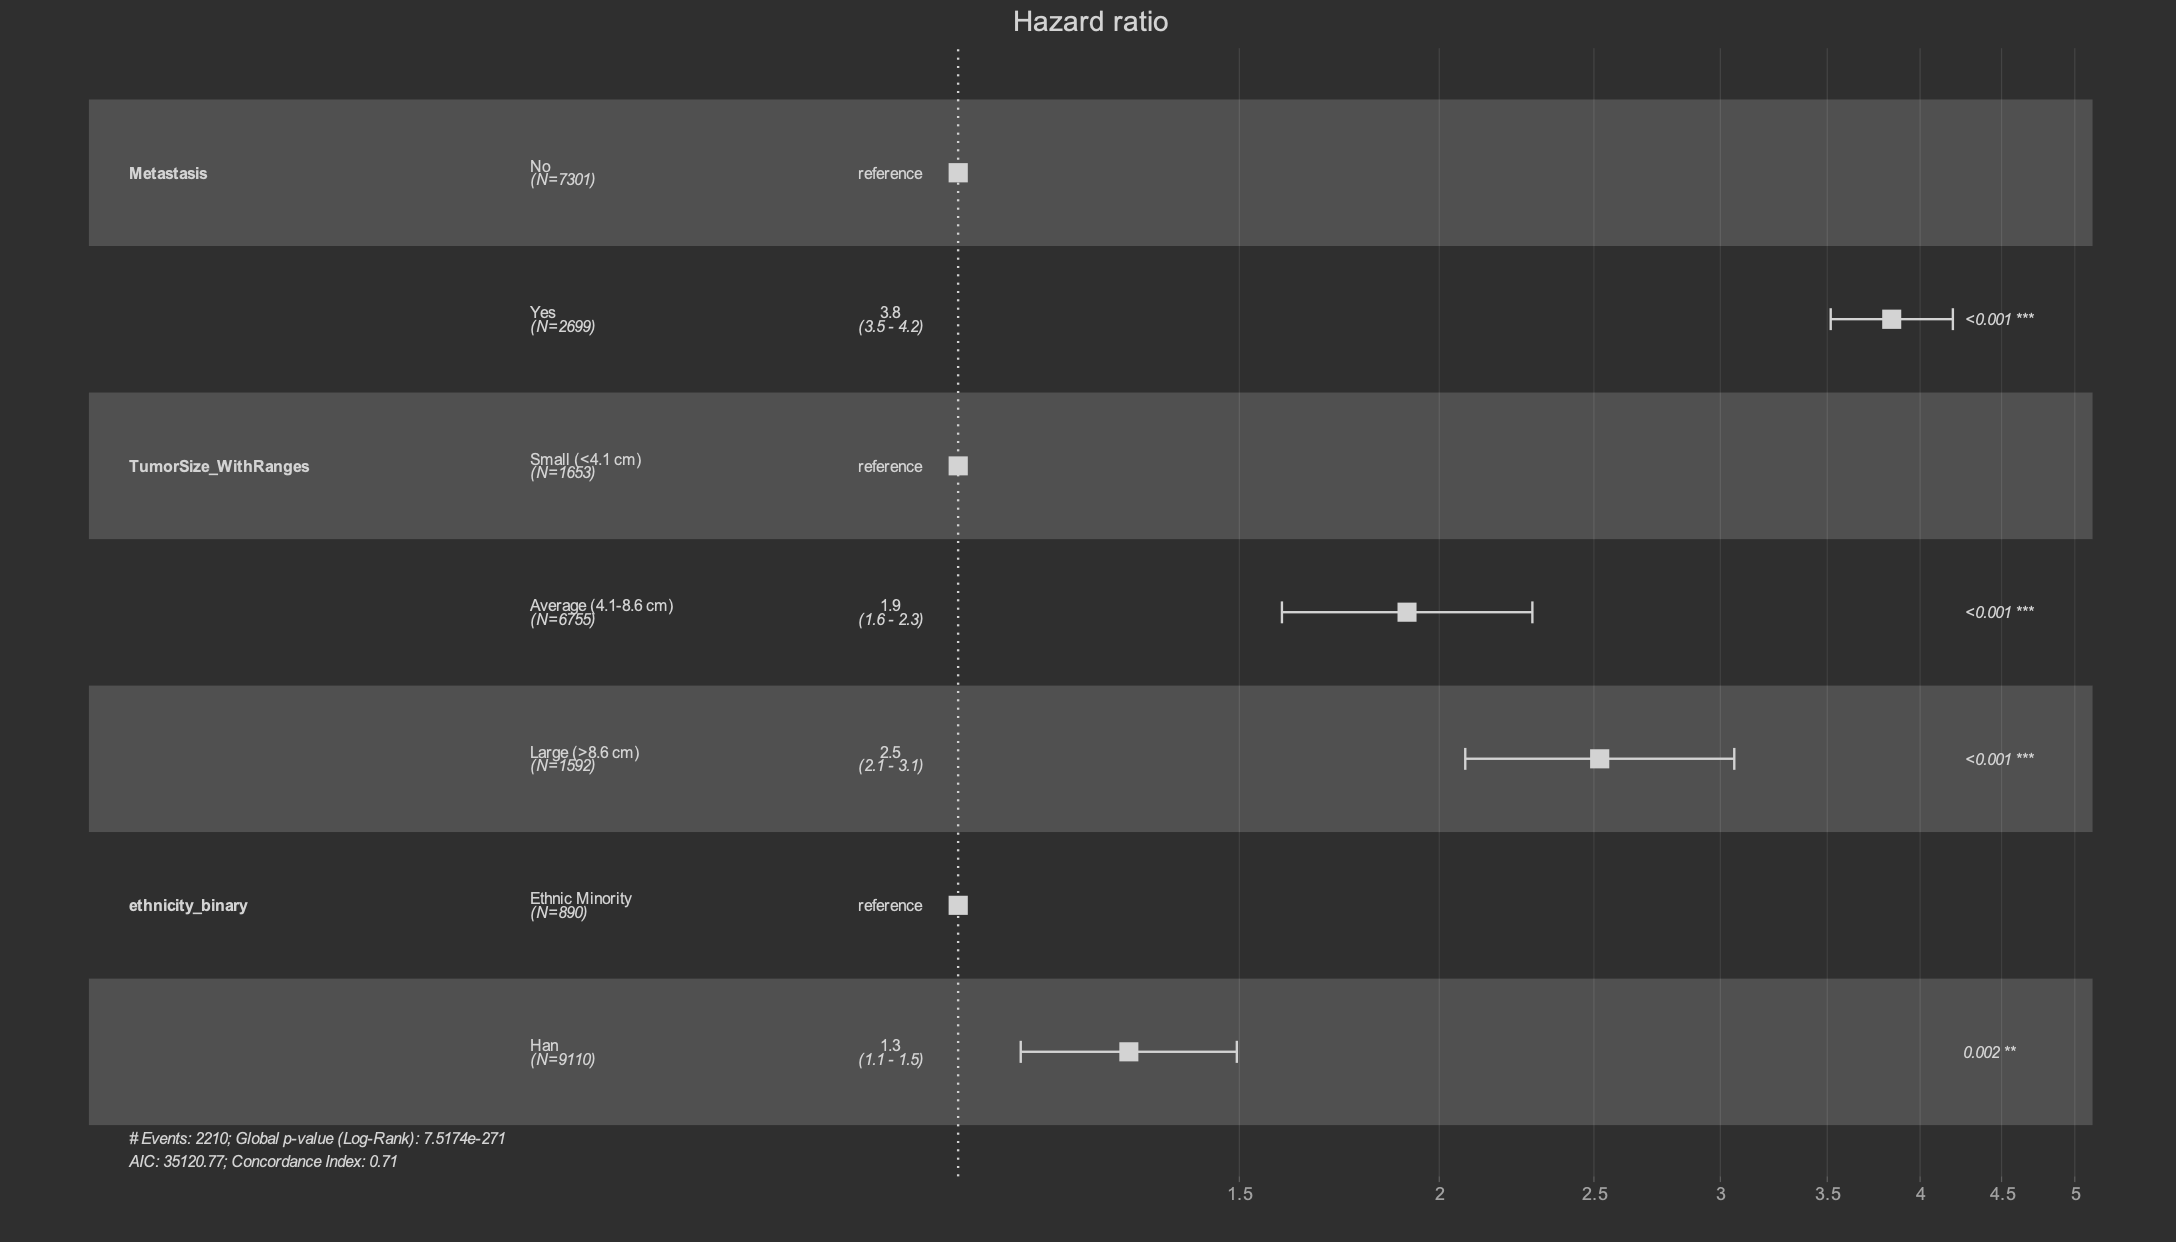 Hazard ratio
Metastasis
No
(N=7301)
reference
Yes
(N=2699)
3.8
(3.5 - 4.2)
<0.001 ***
TumorSize_WithRanges
Small (<4.1 cm)
(N=1653)
reference
Average (4.1-8.6 cm)
(N=6755)
1.9
(1.6 - 2.3)
<0.001 ***
Large (>8.6 cm)
(N=1592)
2.5
(2.1 - 3.1)
<0.001 ***
ethnicity_binary
Ethnic Minority
(N=890)
reference
Han
(N=9110)
1.3
(1.1 - 1.5)
0.002 **
# Events: 2210; Global p-value (Log-Rank): 7.5174e-271
AIC: 35120.77; Concordance Index: 0.71
1.5 2 2.5 3 3.5 4 4.5 5